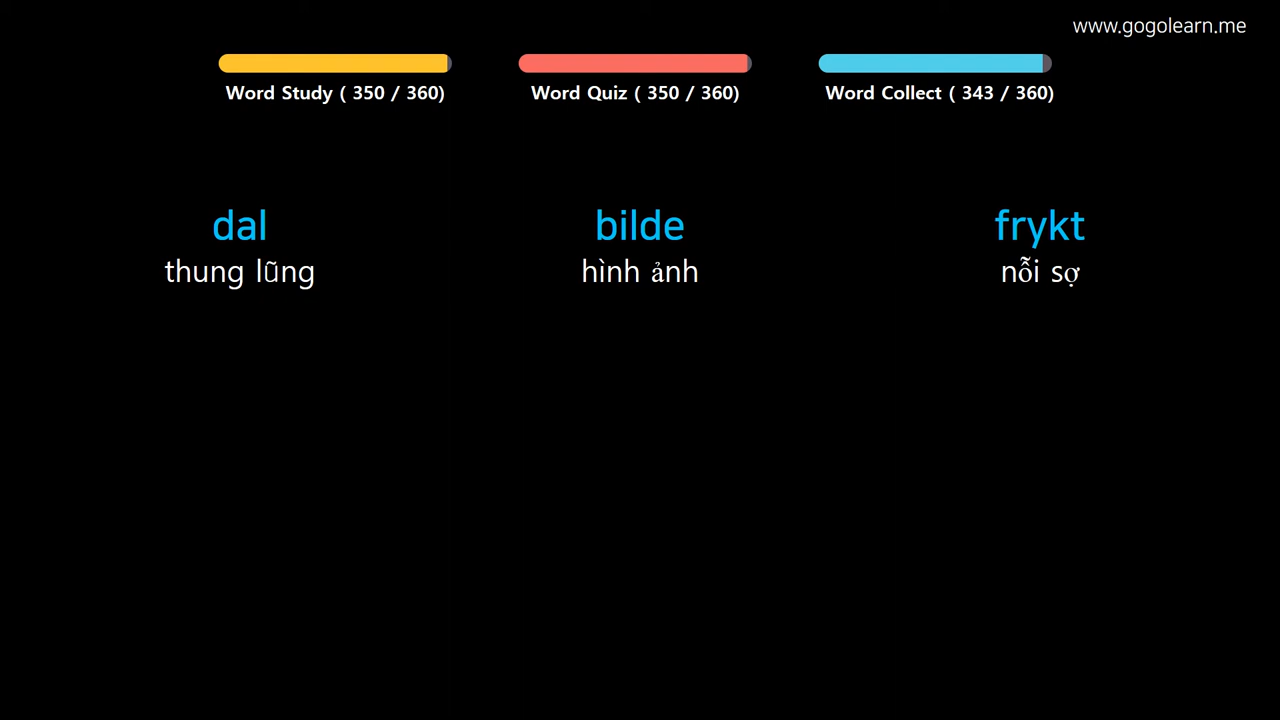 www.gogolearn.me
Word Study ( 350 / 360)
Word Quiz ( 350 / 360)
Word Collect ( 343 / 360)
dal
thung lũng
bilde
hình ảnh
frykt
nỗi sợ